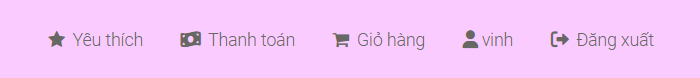 Yêu thích Thanh toán Giỏ hàng vinh Đăng xuất